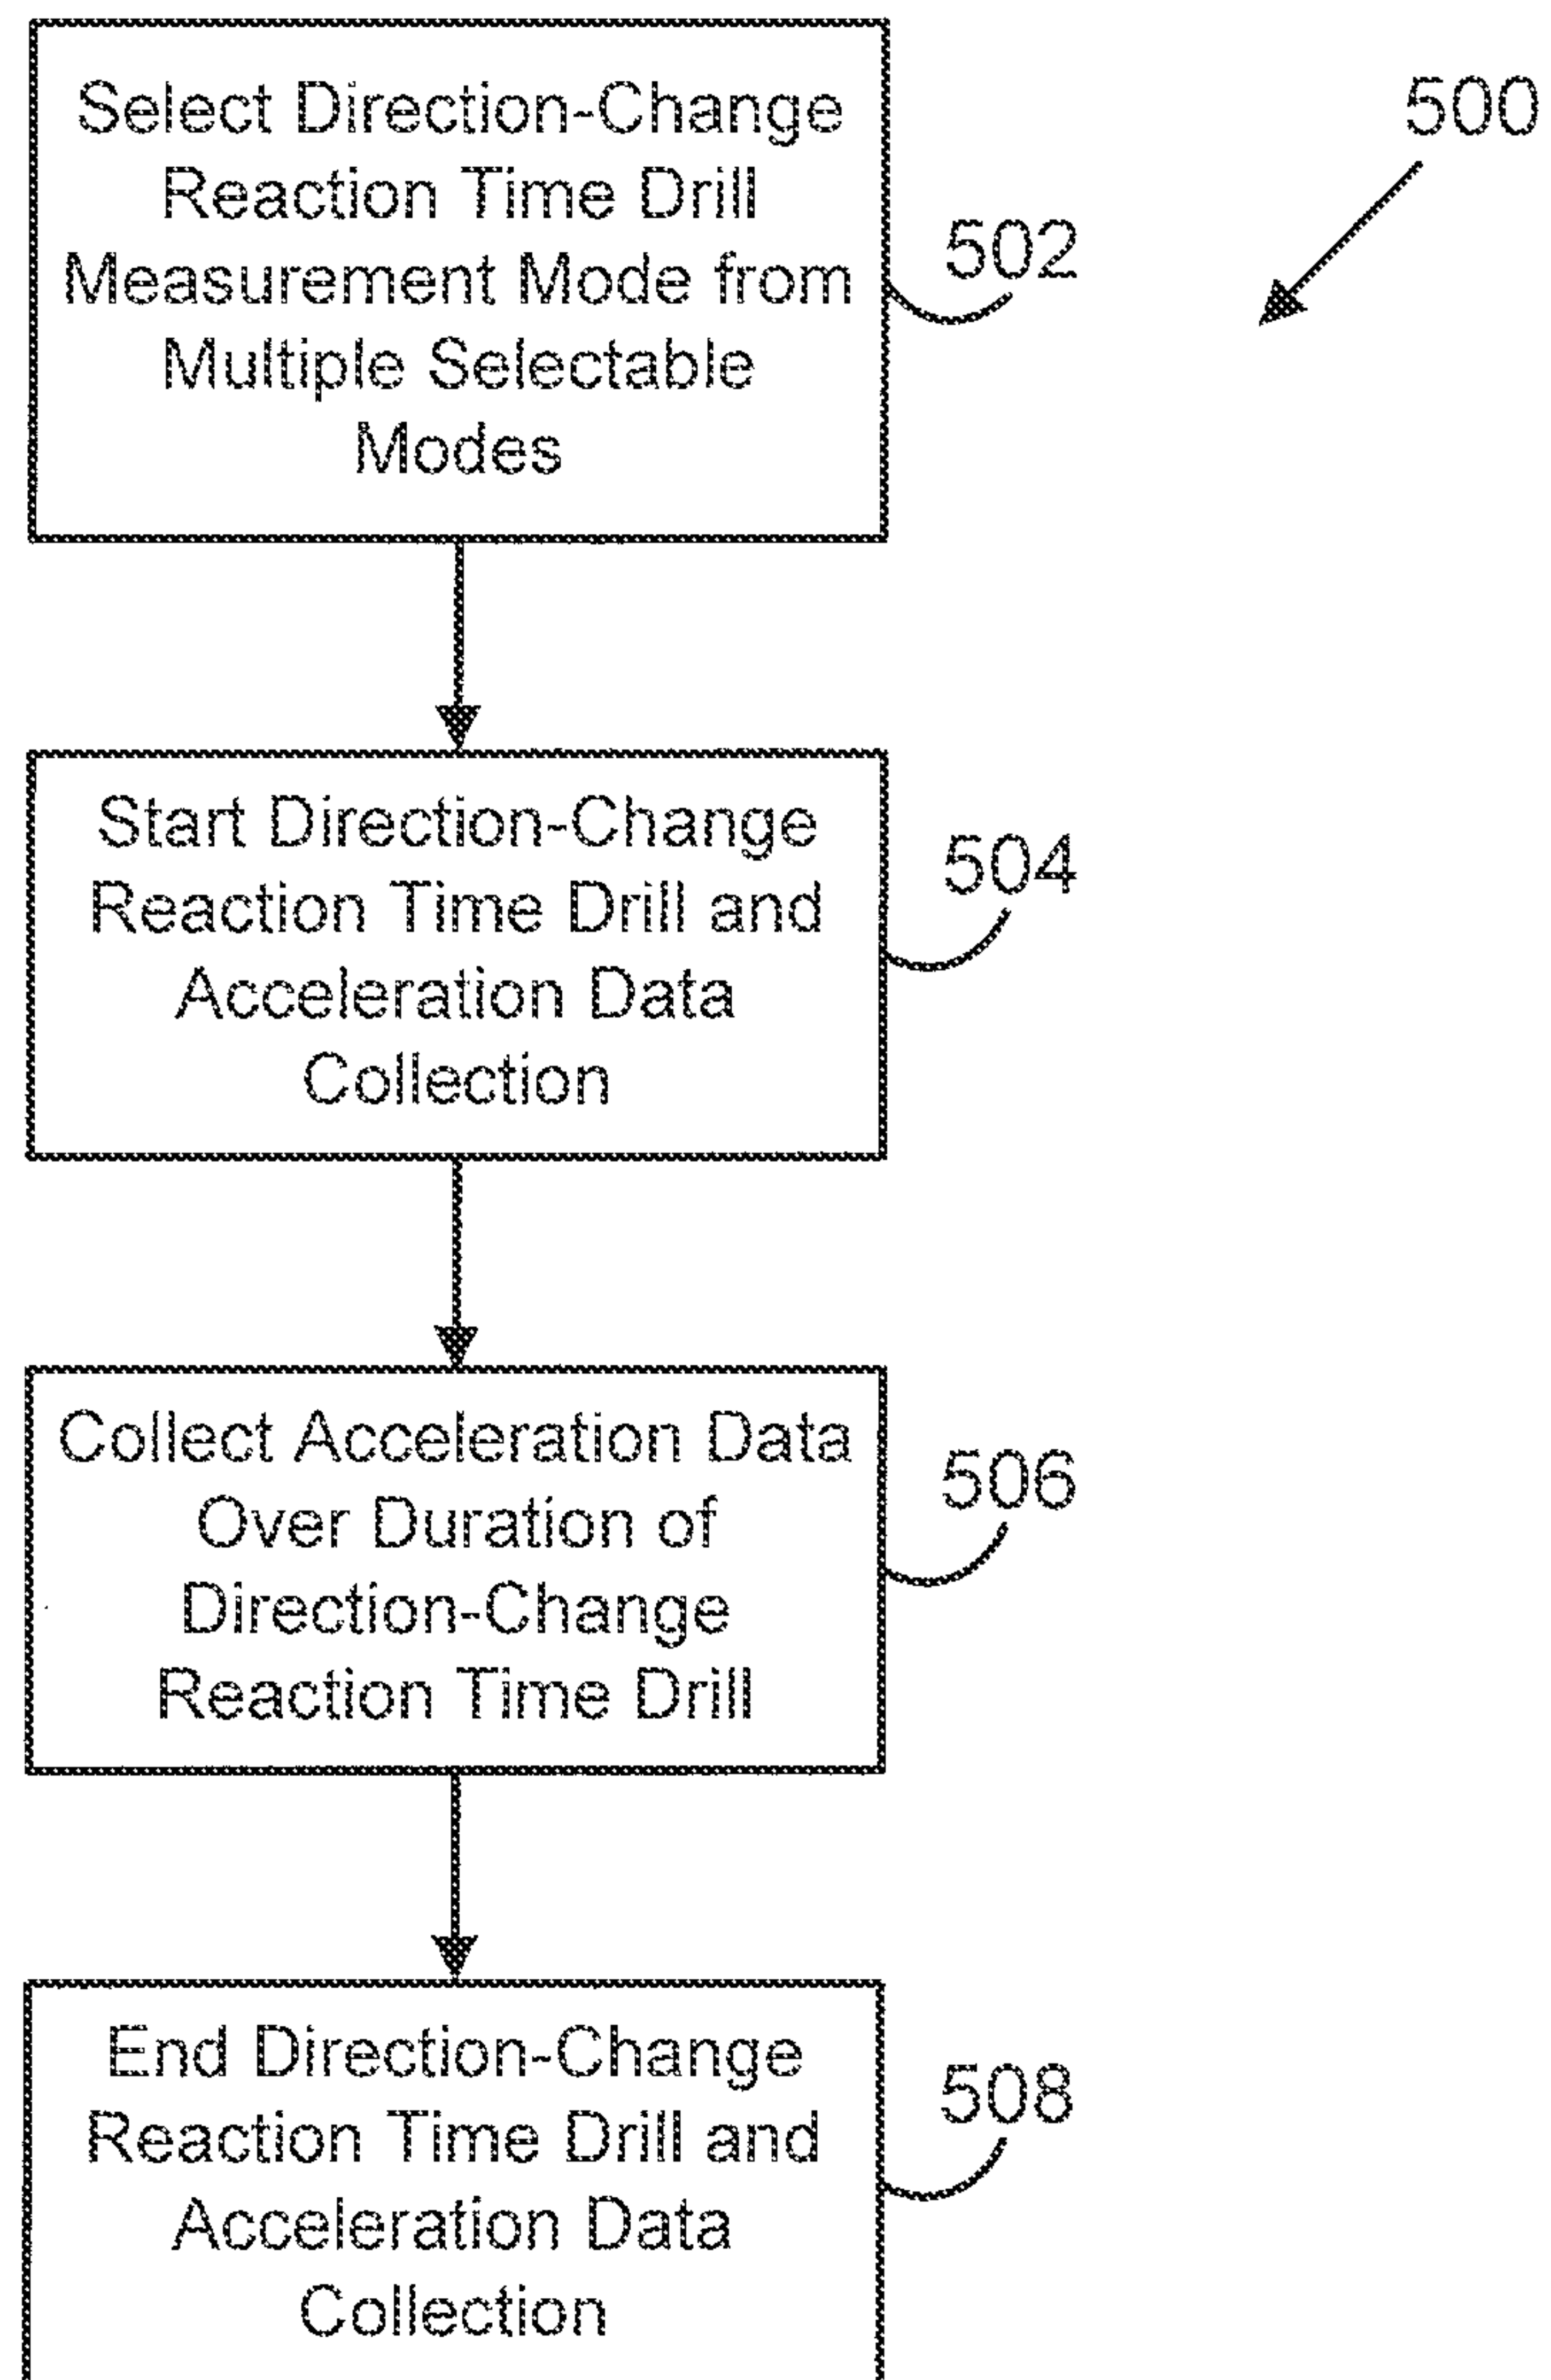 Select Direction-Change
Reaction Time Drill
Measurement Mode from
Multiple Selectable
Modes
500
502
Start Direction-Change
Reaction Time Drill and
Acceleration Data
Collection
504
Collect Acceleration Data
Over Duration of
Direction-Change
Reaction Time Drill
506
End Direction-Change
Reaction Time Drill and
Acceleration Data
Collection
508